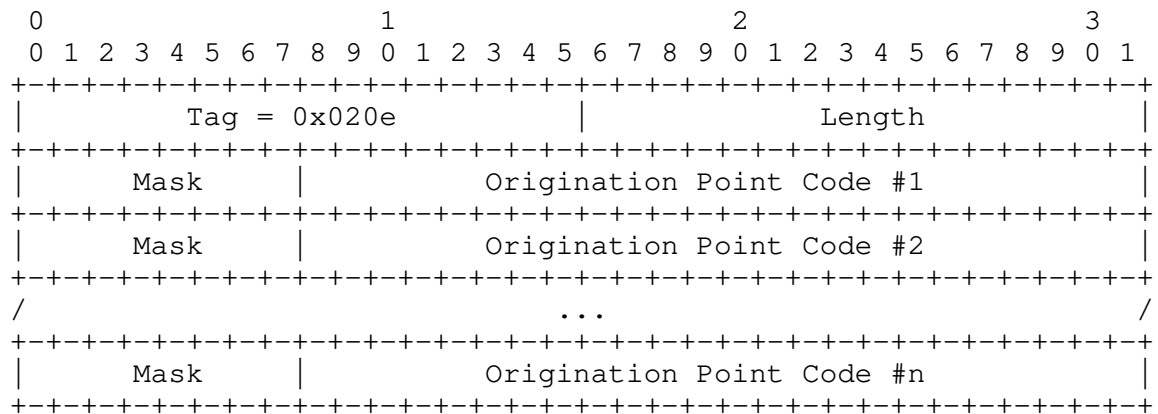 0                   1                   2                   3
 0 1 2 3 4 5 6 7 8 9 0 1 2 3 4 5 6 7 8 9 0 1 2 3 4 5 6 7 8 9 0 1
+-+-+-+-+-+-+-+-+-+-+-+-+-+-+-+-+-+-+-+-+-+-+-+-+-+-+-+-+-+-+-+-+
|         Tag = 0x020e          |             Length            |
+-+-+-+-+-+-+-+-+-+-+-+-+-+-+-+-+-+-+-+-+-+-+-+-+-+-+-+-+-+-+-+-+
|      Mask     |          Origination Point Code #1            |
+-+-+-+-+-+-+-+-+-+-+-+-+-+-+-+-+-+-+-+-+-+-+-+-+-+-+-+-+-+-+-+-+
|      Mask     |          Origination Point Code #2            |
+-+-+-+-+-+-+-+-+-+-+-+-+-+-+-+-+-+-+-+-+-+-+-+-+-+-+-+-+-+-+-+-+
/                              ...                              /
+-+-+-+-+-+-+-+-+-+-+-+-+-+-+-+-+-+-+-+-+-+-+-+-+-+-+-+-+-+-+-+-+
|      Mask     |          Origination Point Code #n            |
+-+-+-+-+-+-+-+-+-+-+-+-+-+-+-+-+-+-+-+-+-+-+-+-+-+-+-+-+-+-+-+-+